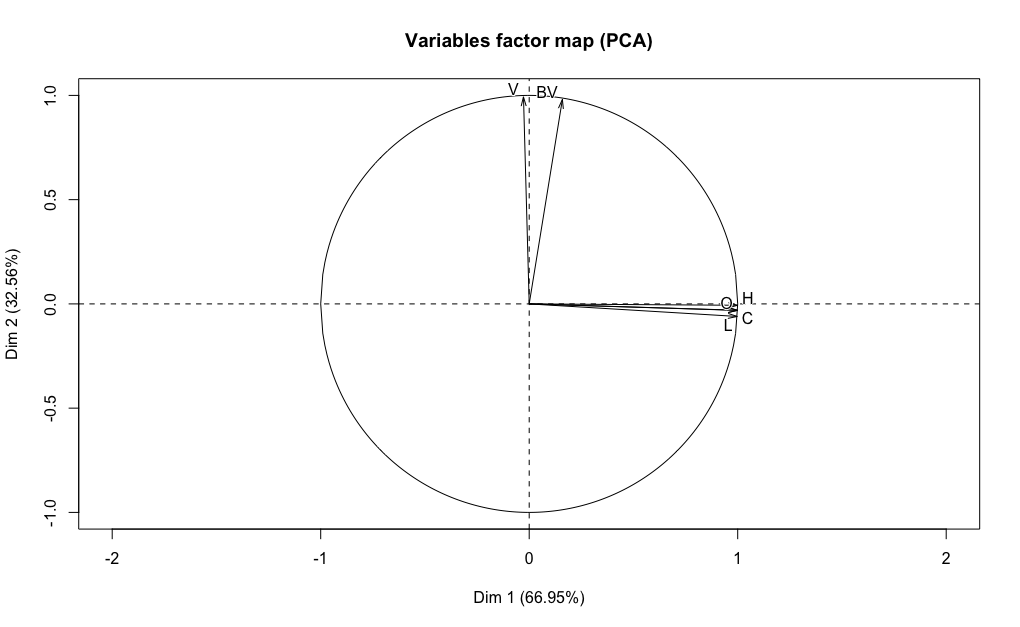 Variables factor map (PCA)
V
BV
H
O
C
L
1.0
0.5
0.0
-0.5
-1.0
Dim 2 (32.56%)
-2
-1
0
1
2
Dim 1 (66.95%)